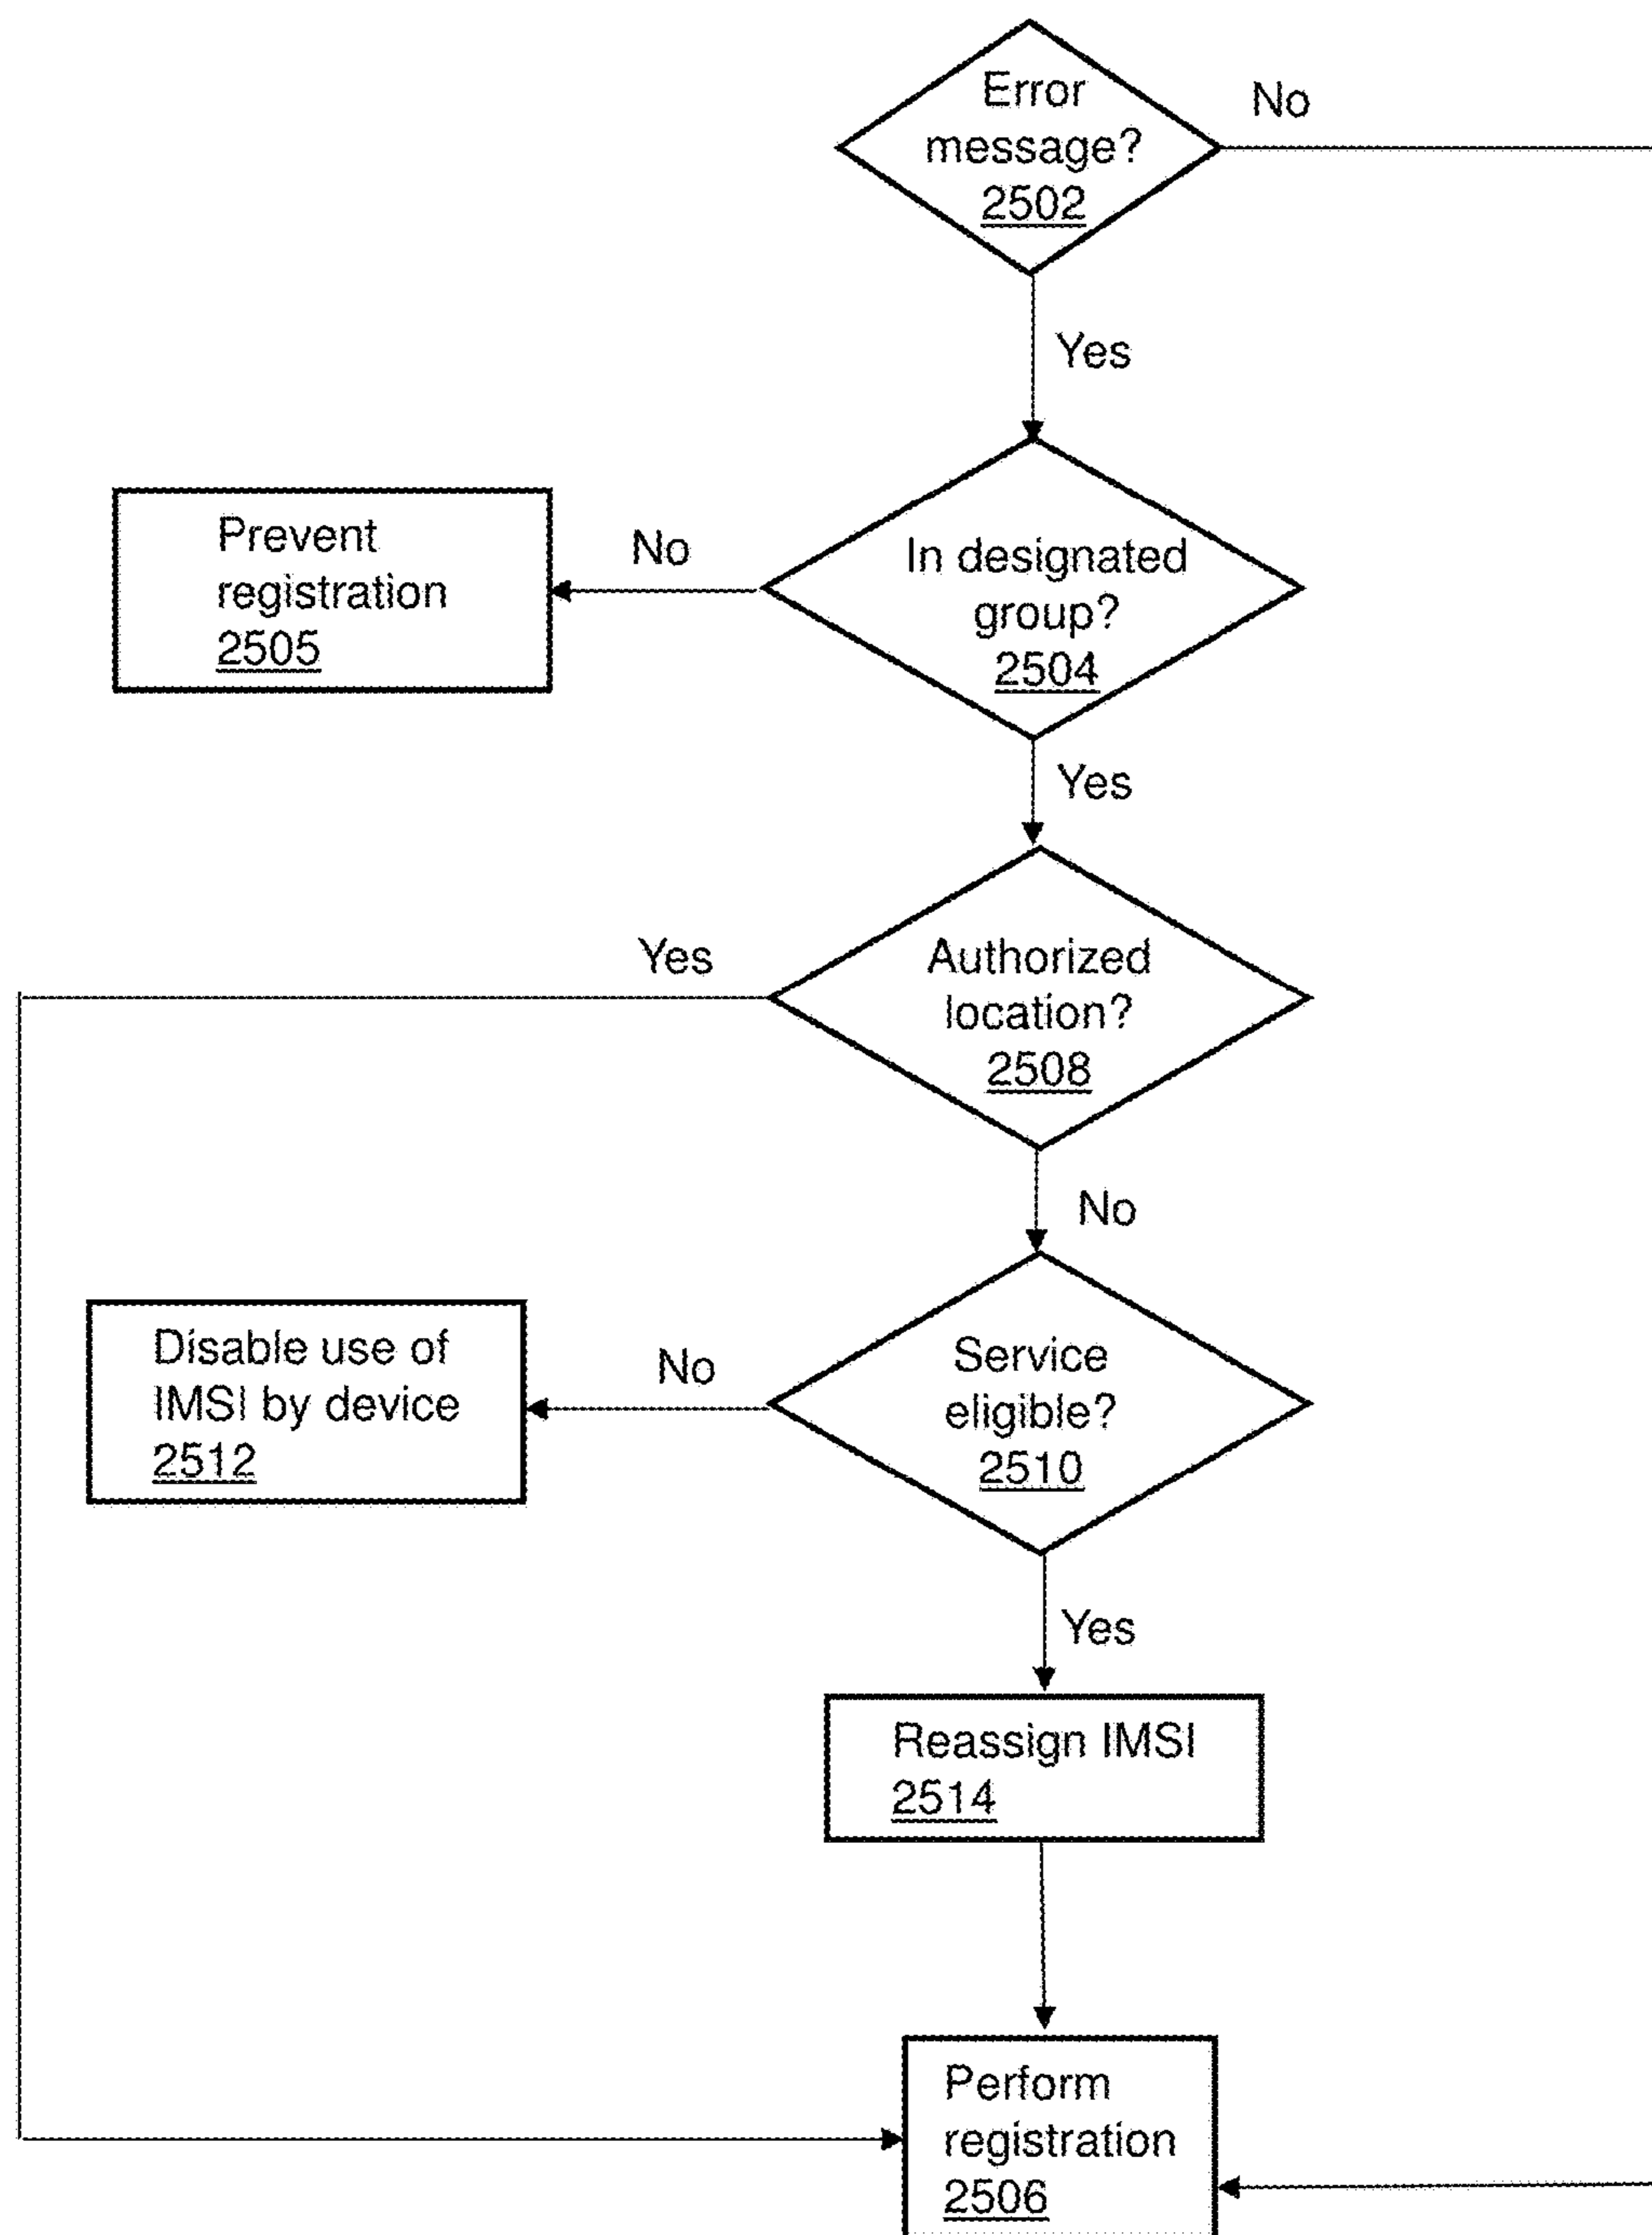 Error
message?
2502
No
Yes
In designated
group?
2504
No
Prevent
registration
2505
Yes
Authorized
location?
2508
Yes
No
Service
eligible?
2510
No
Disable use of
IMSI by device
2512
Yes
Reassign IMSI
2514
Perform
registration
2506